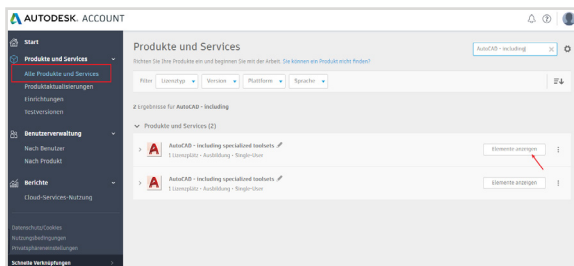 AUTODESK. ACCOUNT
Start
Produkte und Services
Alle Produkte und Services
Produktaktualisierungen
Einrichtungen
Testversionen
Benutzerverwaltung
Nach Benutzer
Nach Produkt
Berichte
Cloud-Services-Nutzung
Datenschutz/Cookies
Nutzungsbedingungen
Privatsphäreneinstellungen
Schnelle Verknüpfungen
Produkte und Services
AutoCAD - including
Richten Sie Ihre Produkte ein und beginnen Sie mit der Arbeit. Sie können ein Produkt nicht finden?
Filter Lizenztyp Version Plattform Sprache
2 Ergebnisse für AutoCAD - including
Produkte und Services (2)
AutoCAD - including specialized toolsets
1 Lizenzplatz • Ausbildung • Single-User
Elemente anzeigen
AutoCAD - including specialized toolsets
1 Lizenzplatz • Ausbildung • Single-User
Elemente anzeigen